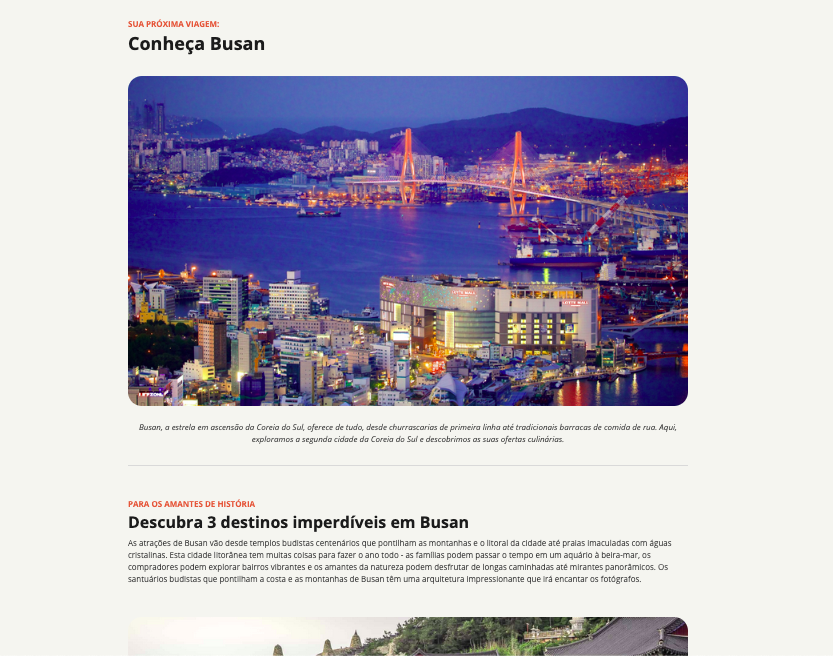 SUA PRÓXIMA VIAGEM:
Conheça Busan
LOTTE MALL
LOTTE MALL
Busan, a estrela em ascensão da Coreia do Sul, oferece de tudo, desde churrascarias de primeira linha até tradicionais barracas de comida de rua. Aqui,
exploramos a segunda cidade da Coreia do Sul e descobrimos as suas ofertas culinárias.
PARA OS AMANTES DE HISTÓRIA
Descubra 3 destinos imperdíveis em Busan
As atrações de Busan vão desde templos budistas centenários que pontilham as montanhas e o litoral da cidade até praias imaculadas com águas
cristalinas. Esta cidade litorânea tem muitas coisas para fazer o ano todo - as famílias podem passar o tempo em um aquário à beira-mar, os
compradores podem explorar bairros vibrantes e os amantes da natureza podem desfrutar de longas caminhadas até mirantes panorâmicos. Os
santuários budistas que pontilham a costa e as montanhas de Busan têm uma arquitetura impressionante que irá encantar os fotógrafos.